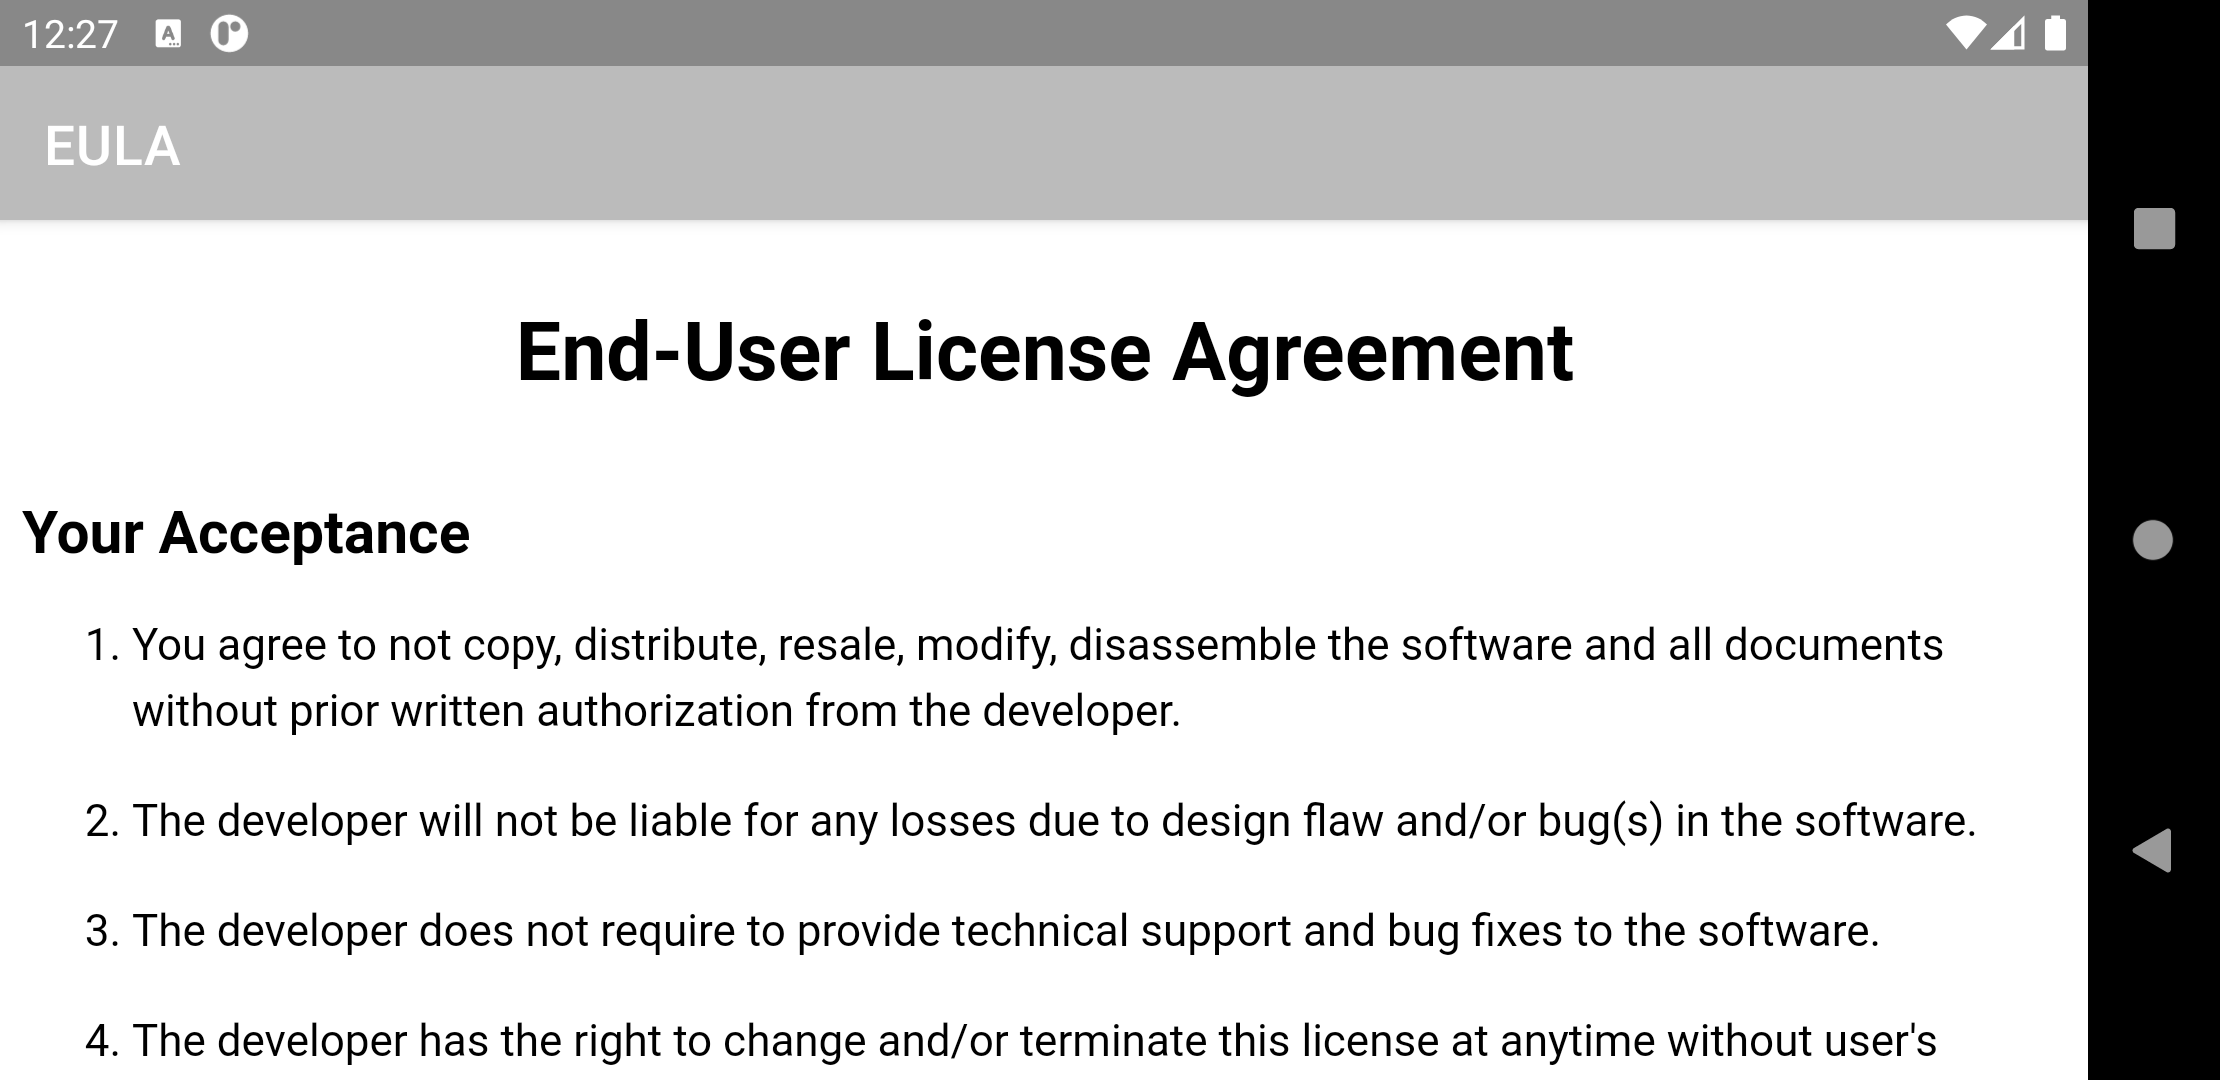 12:27
EULA
End-User License Agreement
Your Acceptance
1. You agree to not copy, distribute, resale, modify, disassemble the software and all documents
without prior written authorization from the developer.
2. The developer will not be liable for any losses due to design flaw and/or bug(s) in the software.
3. The developer does not require to provide technical support and bug fixes to the software.
4. The developer has the right to change and/or terminate this license at anytime without user's